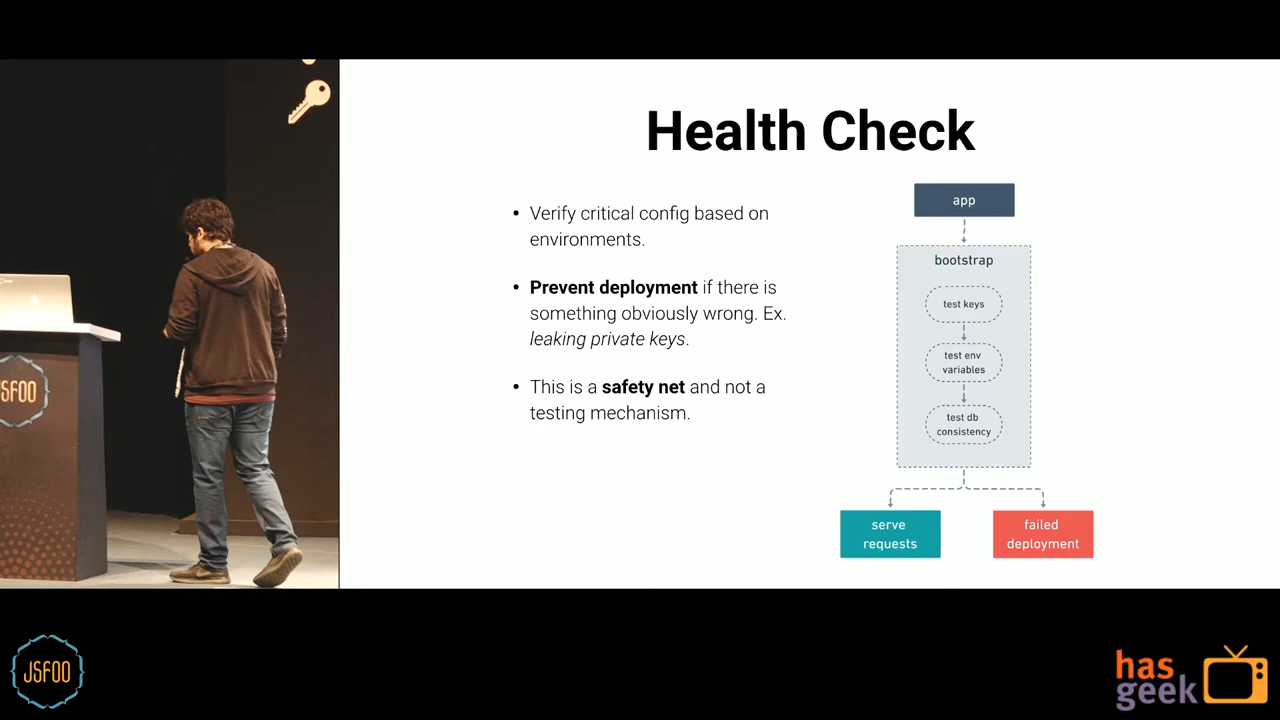 Health Check
• Verify critical config based on
environments.
• Prevent deployment if there is
something obviously wrong. Ex.
leaking private keys.
• This is a safety net and not a
testing mechanism.
app
bootstrap
test keys
test env
variables
test db
consistency
serve
requests
failed
deployment
JSFOO
JSFOO
has
geek